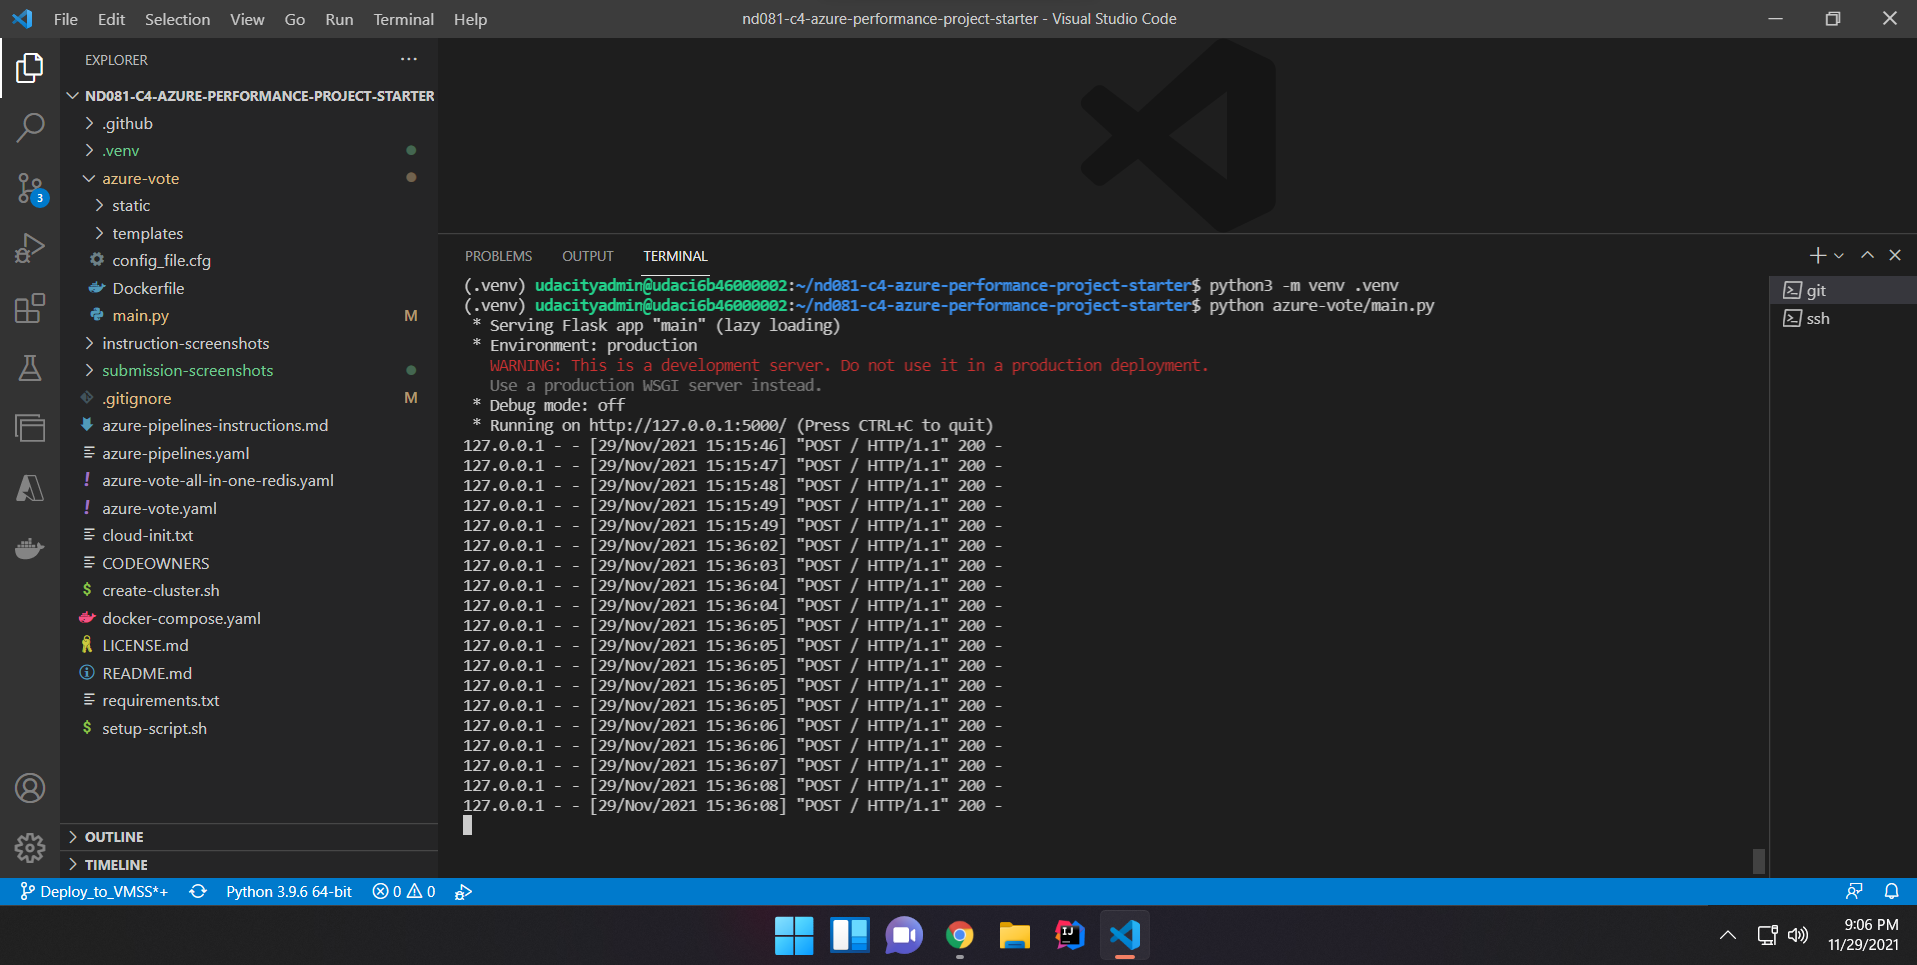 File Edit Selection View Go Run Terminal Help
nd081-c4-azure-performance-project-starter - Visual Studio Code
EXPLORER
ND081-C4-AZURE-PERFORMANCE-PROJECT-STARTER
.github
.venv
azure-vote
static
templates
config_file.cfg
Dockerfile
main.py M
instruction-screenshots
submission-screenshots
.gitignore M
azure-pipelines-instructions.md
azure-pipelines.yaml
azure-vote-all-in-one-redis.yaml
azure-vote.yaml
cloud-init.txt
CODEOWNERS
create-cluster.sh
docker-compose.yaml
LICENSE.md
README.md
requirements.txt
setup-script.sh
OUTLINE
TIMELINE
3
PROBLEMS OUTPUT TERMINAL
(.venv) udacityadmin@udaci6b46000002:~/nd081-c4-azure-performance-project-starter$ python3 -m venv .venv
(.venv) udacityadmin@udaci6b46000002:~/nd081-c4-azure-performance-project-starter$ python azure-vote/main.py
* Serving Flask app "main" (lazy loading)
* Environment: production
WARNING: This is a development server. Do not use it in a production deployment.
Use a production WSGI server instead.
* Debug mode: off
* Running on http://127.0.0.1:5000/ (Press CTRL+C to quit)
127.0.0.1 - - [29/Nov/2021 15:15:46] "POST / HTTP/1.1" 200 -
127.0.0.1 - - [29/Nov/2021 15:15:47] "POST / HTTP/1.1" 200 -
127.0.0.1 - - [29/Nov/2021 15:15:48] "POST / HTTP/1.1" 200 -
127.0.0.1 - - [29/Nov/2021 15:15:49] "POST / HTTP/1.1" 200 -
127.0.0.1 - - [29/Nov/2021 15:15:49] "POST / HTTP/1.1" 200 -
127.0.0.1 - - [29/Nov/2021 15:36:02] "POST / HTTP/1.1" 200 -
127.0.0.1 - - [29/Nov/2021 15:36:03] "POST / HTTP/1.1" 200 -
127.0.0.1 - - [29/Nov/2021 15:36:04] "POST / HTTP/1.1" 200 -
127.0.0.1 - - [29/Nov/2021 15:36:04] "POST / HTTP/1.1" 200 -
127.0.0.1 - - [29/Nov/2021 15:36:05] "POST / HTTP/1.1" 200 -
127.0.0.1 - - [29/Nov/2021 15:36:05] "POST / HTTP/1.1" 200 -
127.0.0.1 - - [29/Nov/2021 15:36:05] "POST / HTTP/1.1" 200 -
127.0.0.1 - - [29/Nov/2021 15:36:05] "POST / HTTP/1.1" 200 -
127.0.0.1 - - [29/Nov/2021 15:36:05] "POST / HTTP/1.1" 200 -
127.0.0.1 - - [29/Nov/2021 15:36:06] "POST / HTTP/1.1" 200 -
127.0.0.1 - - [29/Nov/2021 15:36:06] "POST / HTTP/1.1" 200 -
127.0.0.1 - - [29/Nov/2021 15:36:07] "POST / HTTP/1.1" 200 -
127.0.0.1 - - [29/Nov/2021 15:36:08] "POST / HTTP/1.1" 200 -
127.0.0.1 - - [29/Nov/2021 15:36:08] "POST / HTTP/1.1" 200 -
git
ssh
Deploy_to_VMSS*+ Python 3.9.6 64-bit 0 0
IJ
9:06 PM
11/29/2021